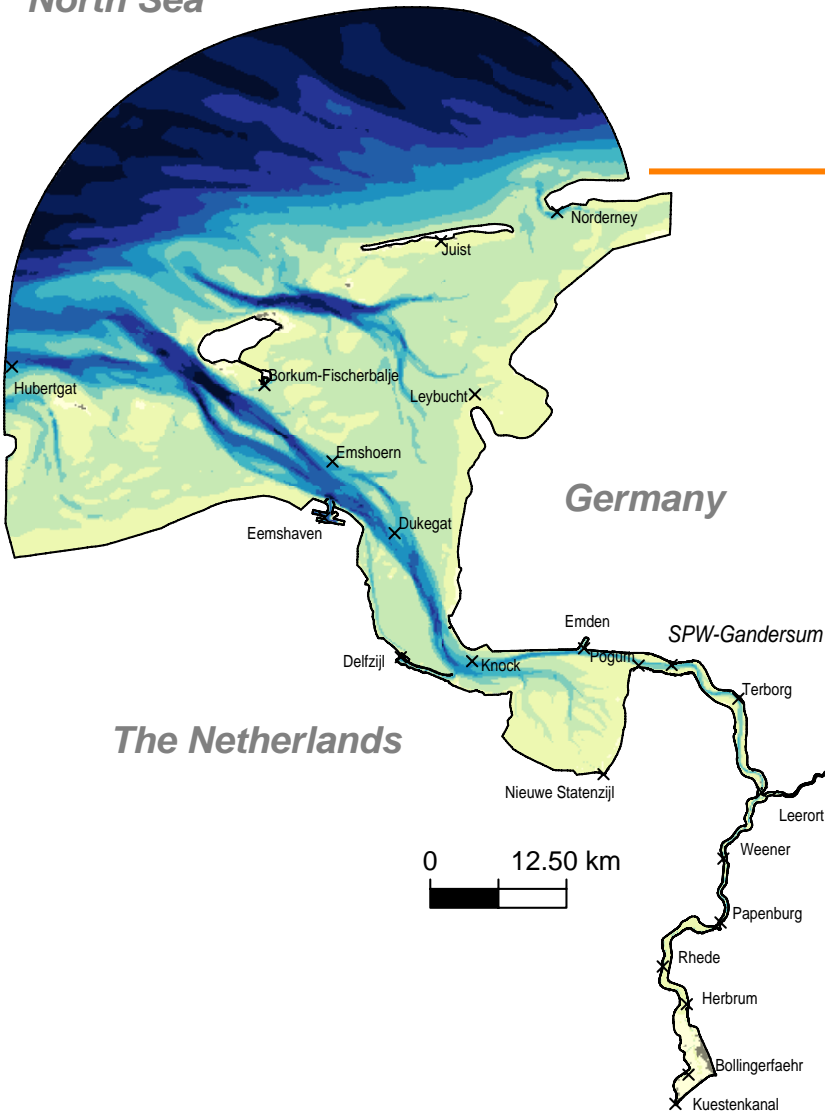 North Sea
Norderney
Juist
Hubertgat
Borkum-Fischerbalje
Leybucht
Emshoern
Germany
Eemshaven
Dukegat
Emden
SPW-Gandersum
Delfzijl
Knock
Pogum
Terborg
The Netherlands
Nieuwe Statenzijl
Leerort
0 12.50 km
Weener
Papenburg
Rhede
Herbrum
Bollingerfaehr
Kuestenkanal